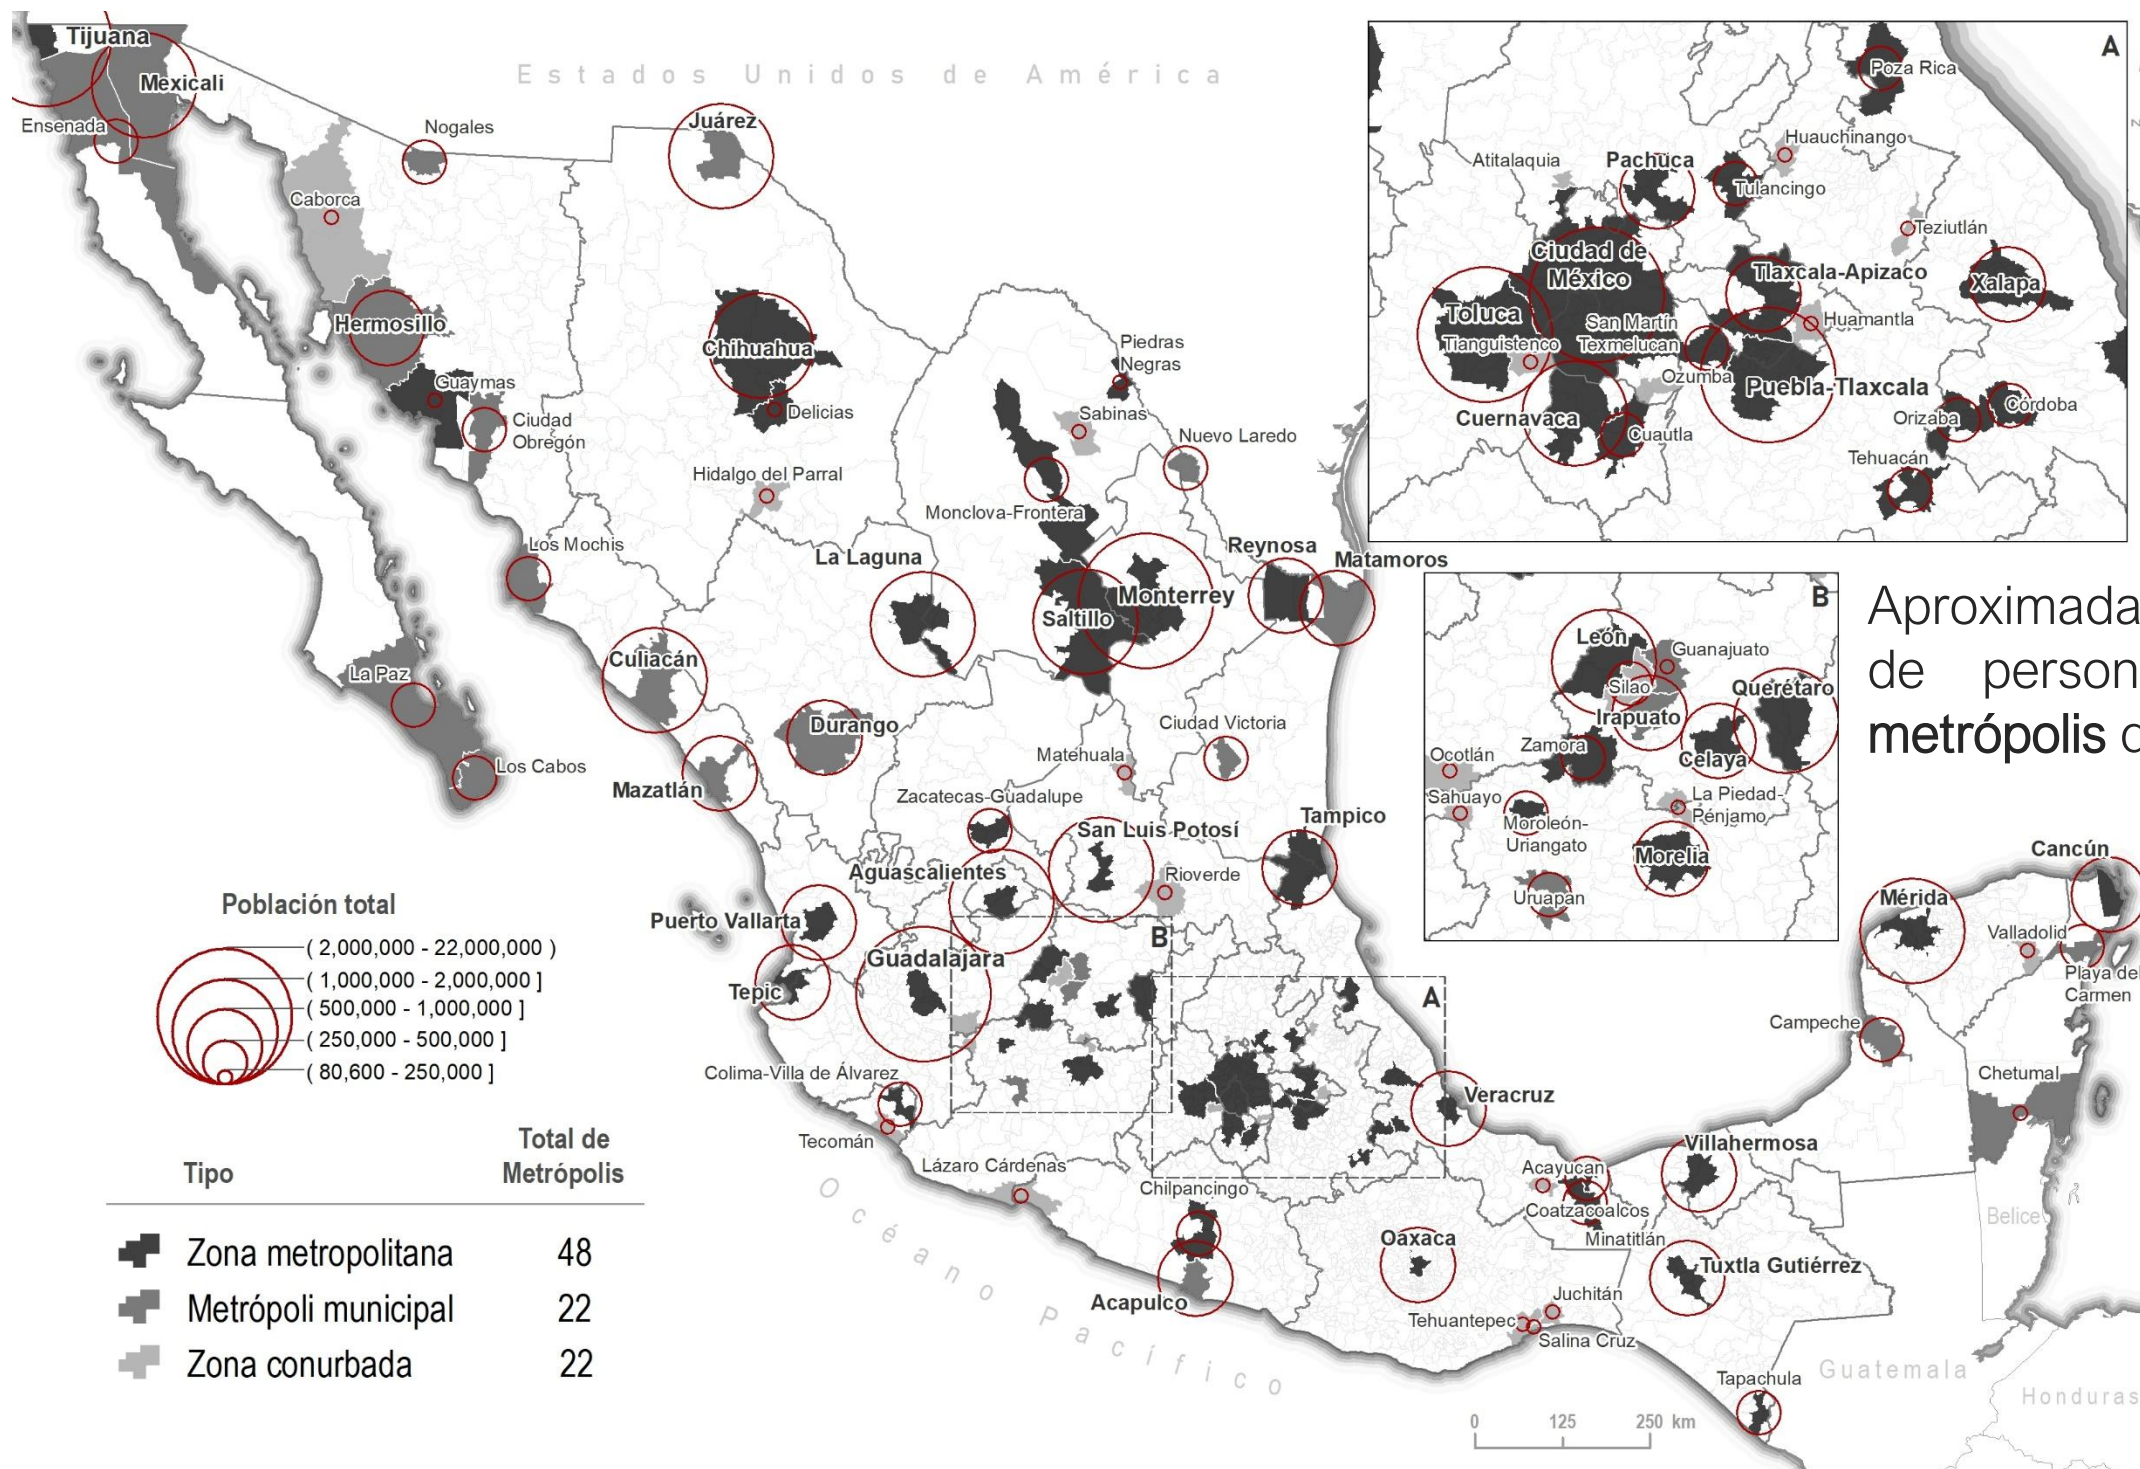 Estados Unidos de América
Tijuana
Mexicali
Ensenada
Nogales
Juárez
Caborca
Hermosillo
Guaymas
Ciudad
Obregón
Chihuahua
Delicias
Hidalgo del Parral
Piedras
Negras
Sabinas
Nuevo Laredo
Monclova-Frontera
Los Mochis
La Laguna
Reynosa
Matamoros
Monterrey
Saltillo
Culiacán
La Paz
Los Cabos
Durango
Mazatlán
Ciudad Victoria
Matehuala
Zacatecas-Guadalupe
San Luis Potosí
Tampico
Aguascalientes
Rioverde
Puerto Vallarta
Guadalajara
Tepic
B
A
Colima-Villa de Álvarez
Tecomán
Lázaro Cárdenas
Chilpancingo
Acapulco
Veracruz
Oaxaca
Acayucan
Coatzacoalcos
Minatitlán
Villahermosa
Tuxtla Gutiérrez
Juchitán
Tehuantepec
Salina Cruz
Tapachula
Cancún
Mérida
Valladolid
Playa del
Carmen
Campeche
Chetumal
Belice
Guatemala
Honduras
Océano Pacífico
0 125 250 km
A
Poza Rica
Huauchinango
Atitalaquia
Pachuca
Tulancingo
Teziutlán
Ciudad de
México
Tlaxcala-Apizaco
Xalapa
Toluca
San Martín
Texmelucan
Huamantla
Tianguistenco
Ozumba
Puebla-Tlaxcala
Cuernavaca
Cuautla
Orizaba
Córdoba
Tehuacán
B
León
Guanajuato
Silao
Querétaro
Irapuato
Zamora
Celaya
Ocotlán
Sahuayo
La Piedad-
Pénjamo
Moroleón-
Uriangato
Morelia
Uruapan
Aproximada
de person
metrópolis
Población total
( 2,000,000 - 22,000,000 )
( 1,000,000 - 2,000,000 ]
( 500,000 - 1,000,000 ]
( 250,000 - 500,000 ]
( 80,600 - 250,000 ]
Tipo Total de
Metrópolis
Zona metropolitana 48
Metrópoli municipal 22
Zona conurbada 22